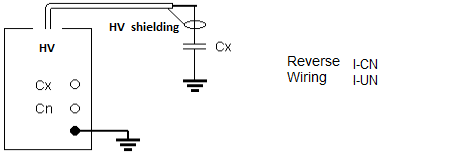 HV shielding
HV
Cx
Cx
Cn
Reverse I-CN
Wiring I-UN